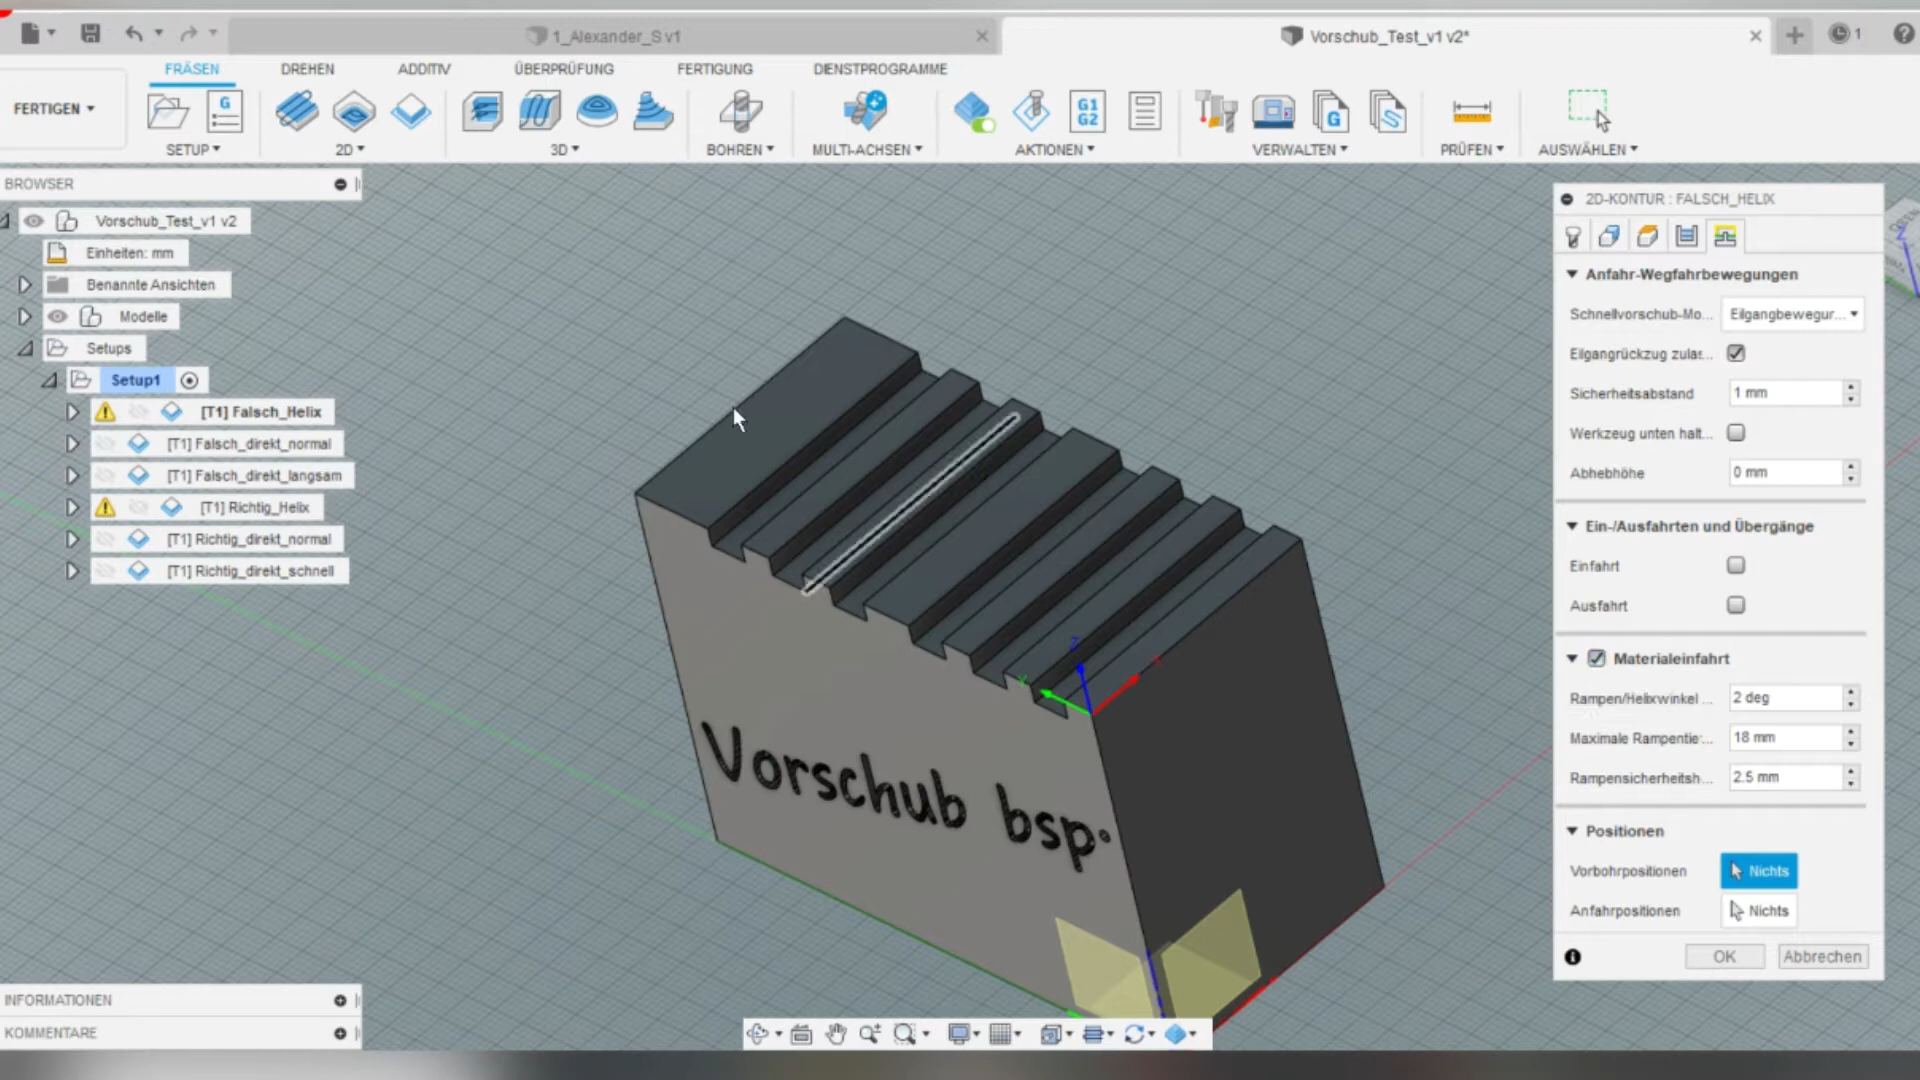 1_Alexander_S v1
Vorschub_Test_v1 v2*
1
FRÄSEN DREHEN ADDITIV ÜBERPRÜFUNG FERTIGUNG DIENSTPROGRAMME
FERTIGEN
G
G1
G2
G
SETUP 2D 3D BOHREN MULTI-ACHSEN AKTIONEN VERWALTEN PRÜFEN AUSWÄHLEN
BROWSER
Vorschub_Test_v1 v2
Einheiten: mm
Benannte Ansichten
Modelle
Setups
Setup1
[T1] Falsch_Helix
[T1] Falsch_direkt_normal
[T1] Falsch_direkt_langsam
[T1] Richtig_Helix
[T1] Richtig_direkt_normal
[T1] Richtig_direkt_schnell
Z
X
Y
Vorschub bsp.
2D-KONTUR : FALSCH_HELIX
Anfahr-Wegfahrbewegungen
Schnellvorschub-Mo... Eilgangbewegur...
Eilgangrückzug zulas...
Sicherheitsabstand 1 mm
Werkzeug unten halt...
Abhebhöhe 0 mm
Ein-/Ausfahrten und Übergänge
Einfahrt
Ausfahrt
Materialeinfahrt
Rampen/Helixwinkel ... 2 deg
Maximale Rampentie... 18 mm
Rampensicherheitsh... 2.5 mm
Positionen
Vorbohrpositionen Nichts
Anfahrpositionen Nichts
OK Abbrechen
INFORMATIONEN
KOMMENTARE